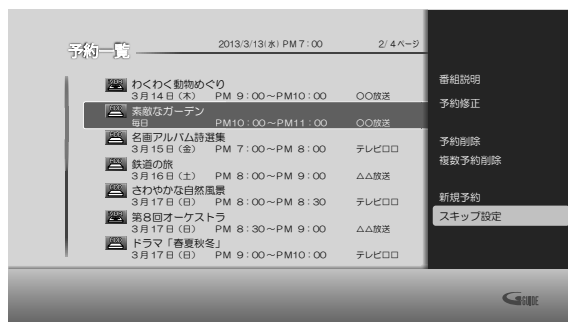 予約一覧
2013/3/13(水) PM 7:00
2/4ページ
わくわく動物めぐり
3月14日(木) PM 9:00〜PM10:00 〇〇放送
素敵なガーデン
毎日 PM10:00〜PM11:00 〇〇放送
名画アルバム詩選集
3月15日(金) PM 7:00〜PM 8:00 テレビ□□
鉄道の旅
3月16日(土) PM 8:00〜PM 9:00 △△放送
さわやかな自然風景
3月17日(日) PM 8:00〜PM 8:30 テレビ□□
第8回オーケストラ
3月17日(日) PM 8:30〜PM 9:00 △△放送
ドラマ「春夏秋冬」
3月17日(日) PM 9:00〜PM10:00 テレビ□□
番組説明
予約修正
予約削除
複数予約削除
新規予約
スキップ設定
G GUIDE